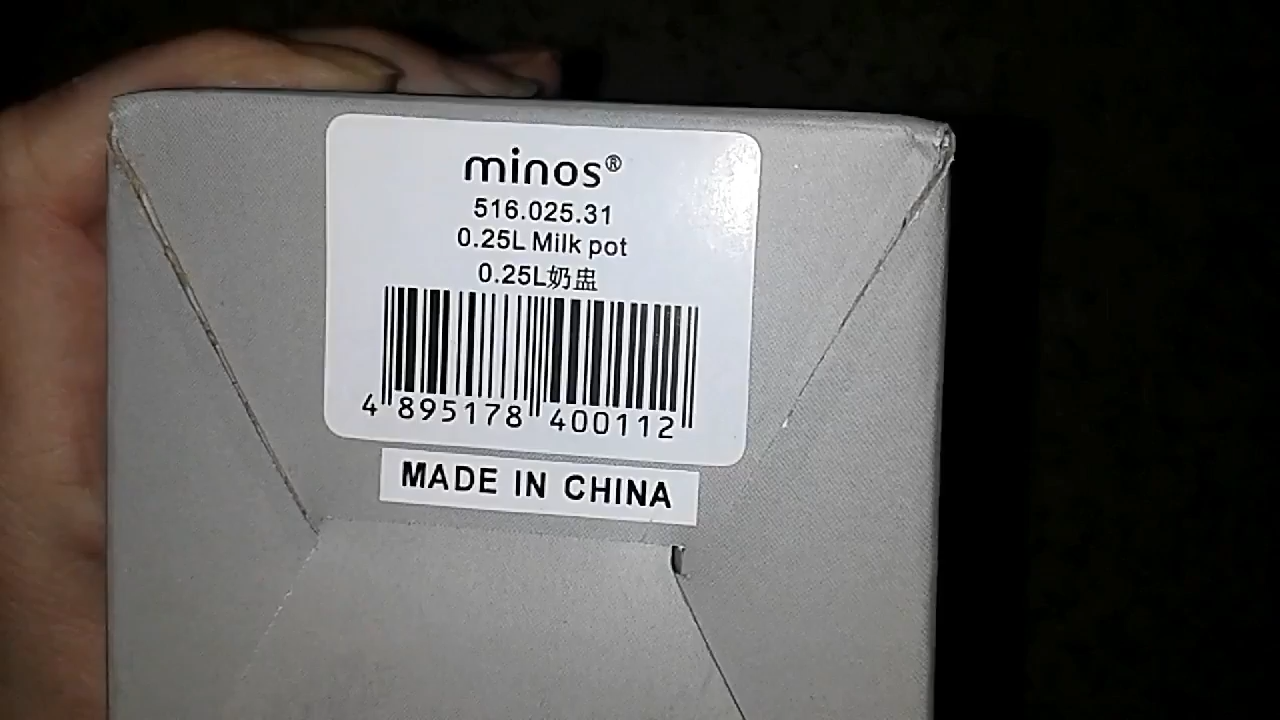 minos®
516.025.31
0.25L Milk pot
0.25L奶盅
4 895178 400112
MADE IN CHINA